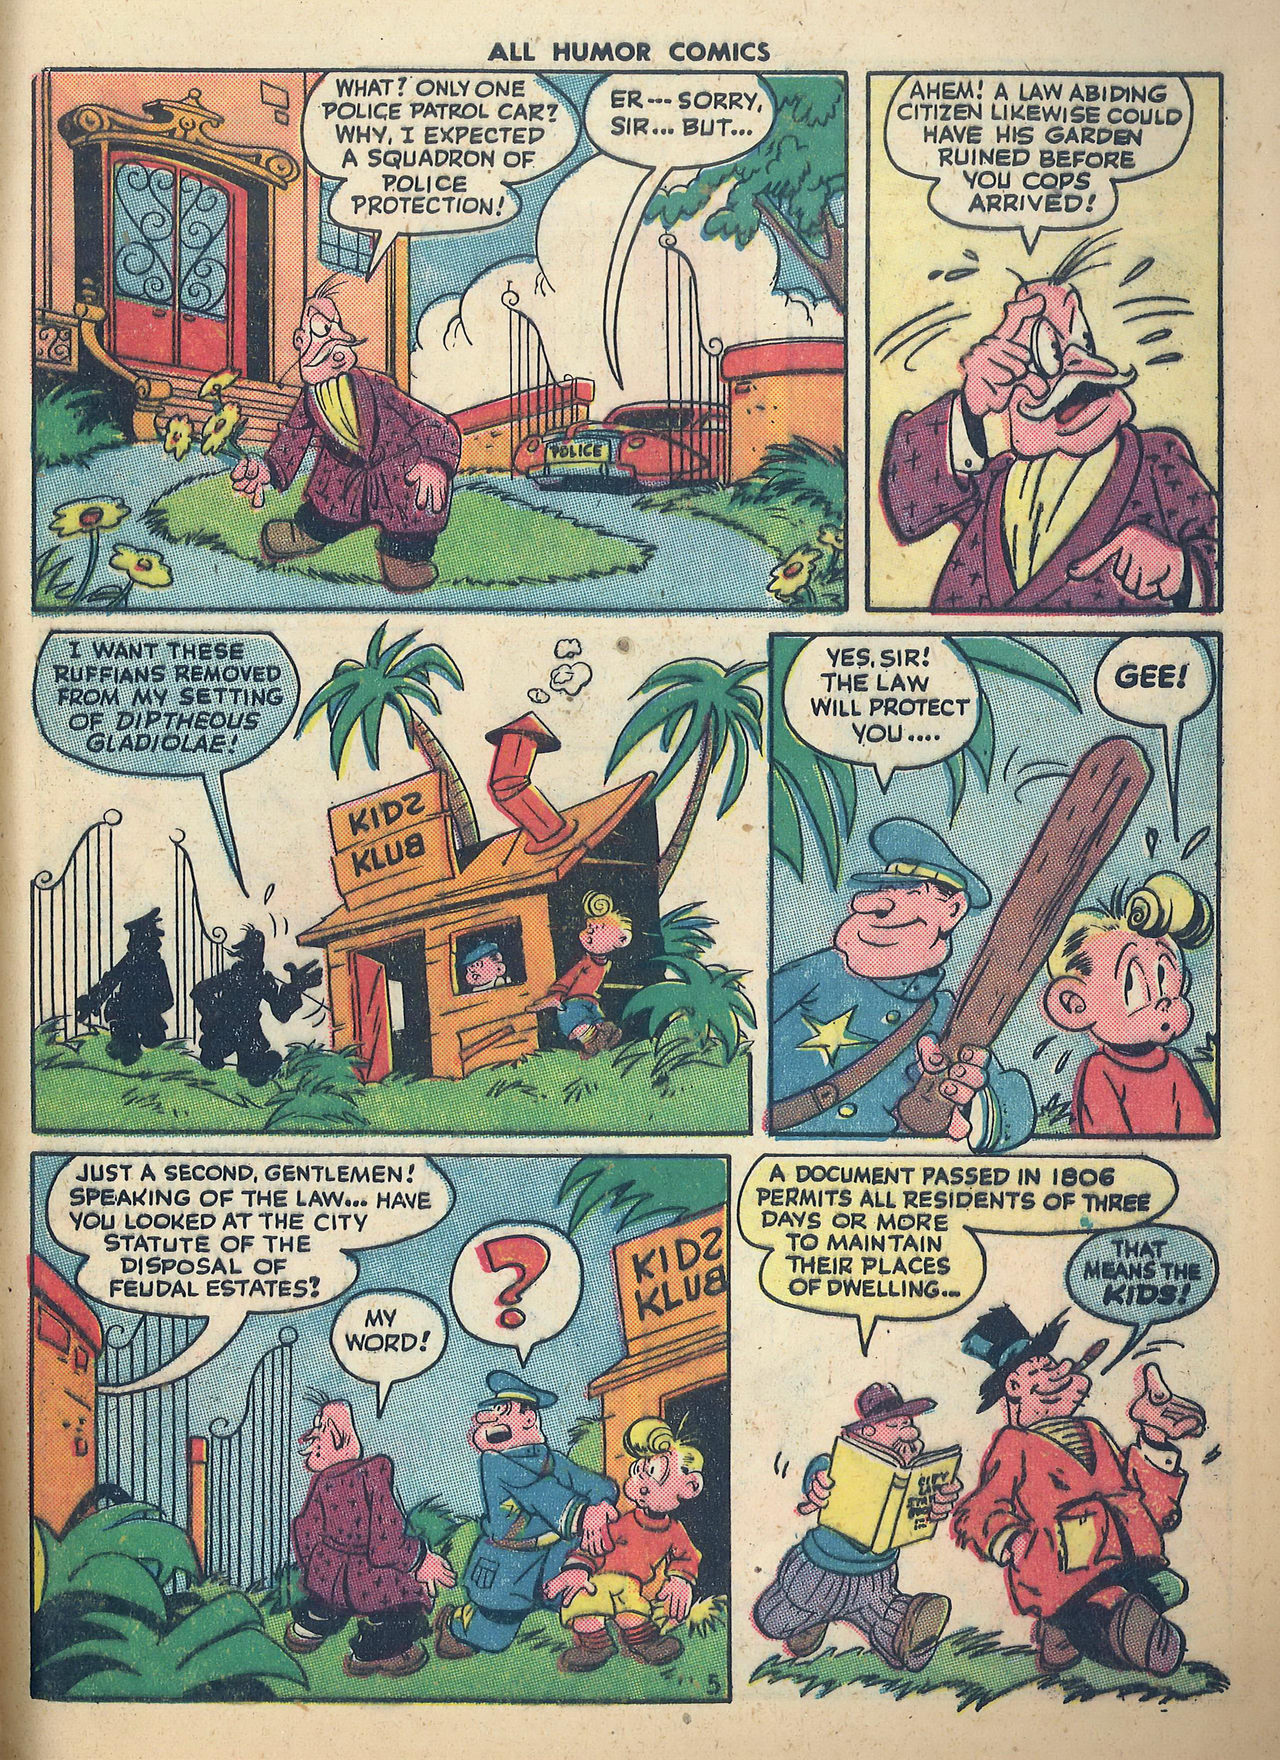 ALL HUMOR COMICS
WHAT? ONLY ONE
POLICE PATROL CAR?
WHY, I EXPECTED
A SQUADRON OF
POLICE
PROTECTION!
ER--- SORRY,
SIR... BUT...
POLICE
AHEM! A LAW ABIDING
CITIZEN LIKEWISE COULD
HAVE HIS GARDEN
RUINED BEFORE
YOU COPS
ARRIVED!
I WANT THESE
RUFFIANS REMOVED
FROM MY SETTING
OF DIPTHEOUS
GLADIOLAE!
KIDS
KLUB
YES, SIR!
THE LAW
WILL PROTECT
YOU....
GEE!
JUST A SECOND, GENTLEMEN!
SPEAKING OF THE LAW... HAVE
YOU LOOKED AT THE CITY
STATUTE OF THE
DISPOSAL OF
FEUDAL ESTATES?
MY
WORD!
?
KIDS
KLUB
5
A DOCUMENT PASSED IN 1806
PERMITS ALL RESIDENTS OF THREE
DAYS OR MORE
TO MAINTAIN
THEIR PLACES
OF DWELLING...
THAT
MEANS THE
KIDS!
CITY
LAW